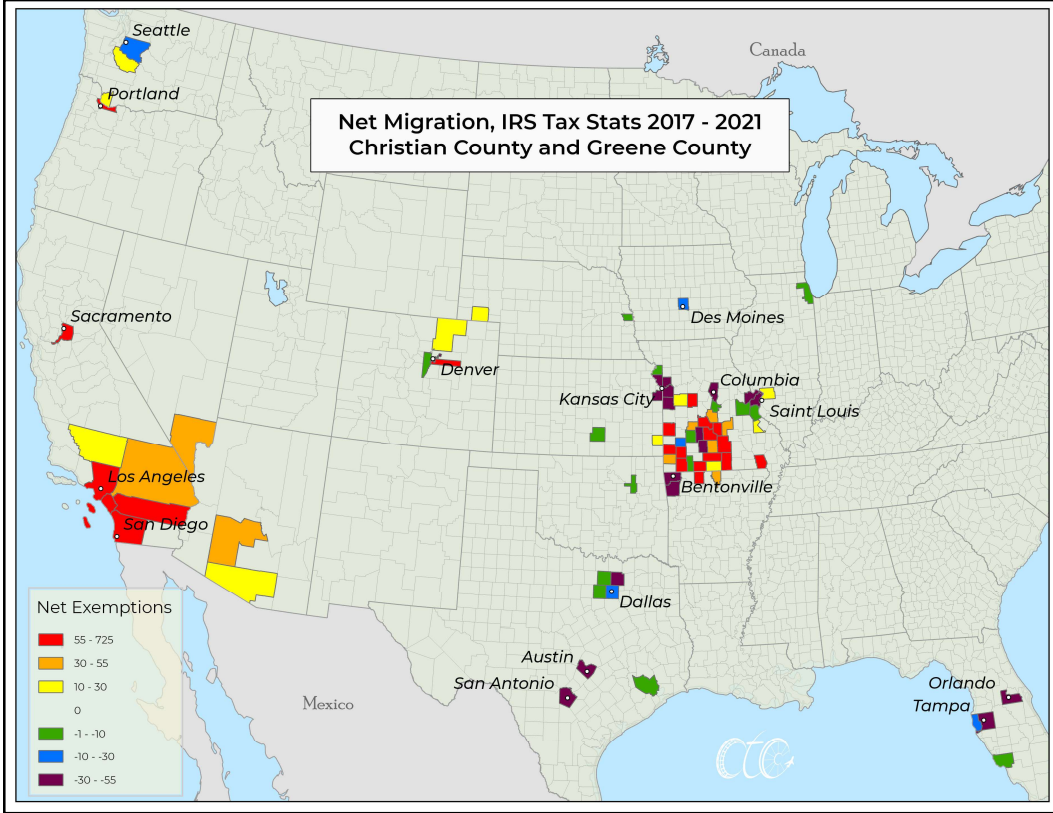 Seattle
Canada
Portland
Net Migration, IRS Tax Stats 2017 - 2021
Christian County and Greene County
Sacramento
Des Moines
Denver
Columbia
Kansas City
Saint Louis
Los Angeles
Bentonville
San Diego
Dallas
Austin
San Antonio
Orlando
Tampa
Mexico
Net Exemptions
55 - 725
30 - 55
10 - 30
0
-1 - -10
-10 - -30
-30 - -55
CTC